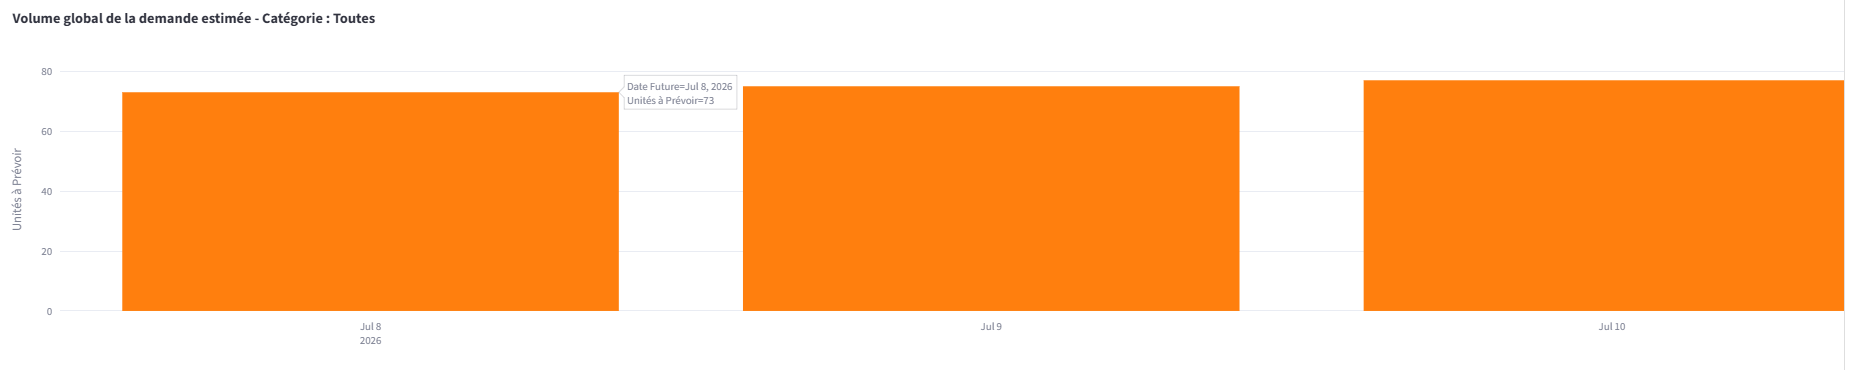 Volume global de la demande estimée - Catégorie : Toutes
80
Date Future=Jul 8, 2026
Unités à Prévoir=73
60
40
20
0
Unités à Prévoir
Jul 8
2026
Jul 9
Jul 10